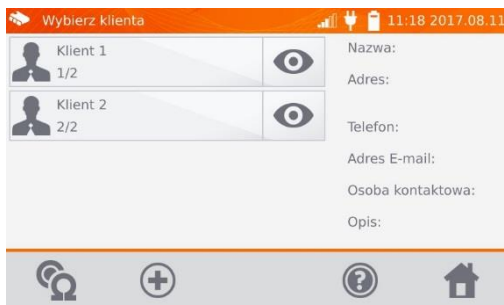 Wybierz klienta
11:18 2017.08.11
Klient 1
1/2
Klient 2
2/2
Nazwa:
Adres:
Telefon:
Adres E-mail:
Osoba kontaktowa:
Opis: